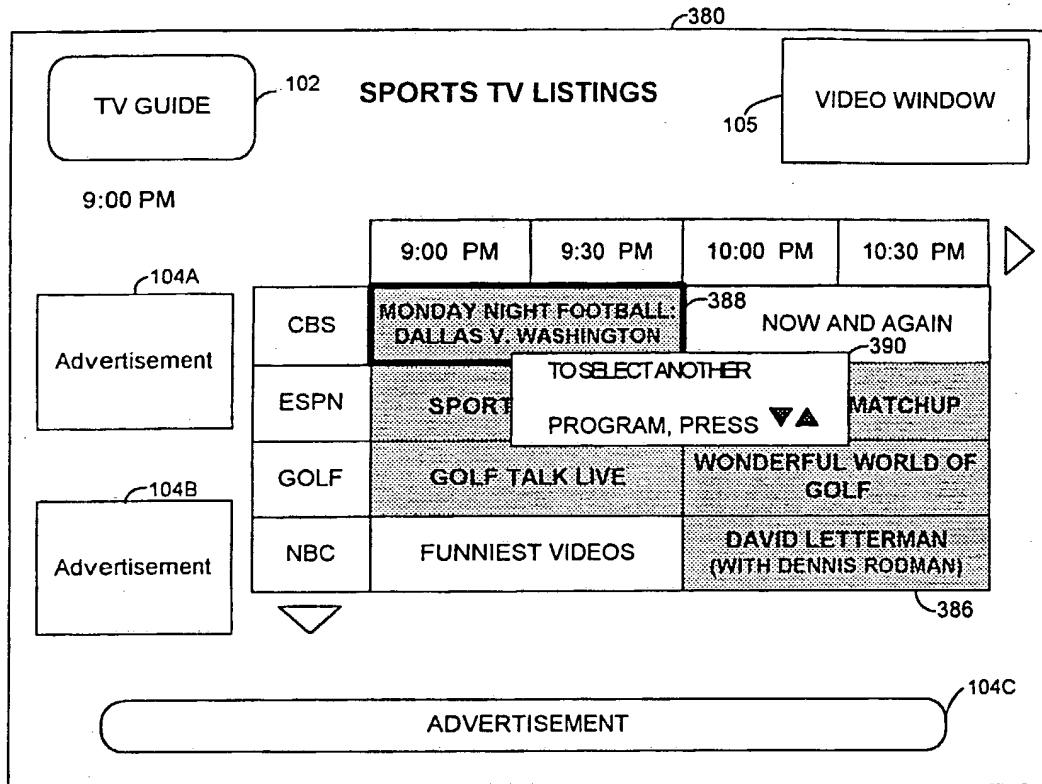 380
TV GUIDE
102
SPORTS TV LISTINGS
105
VIDEO WINDOW
9:00 PM
9:00 PM
9:30 PM
10:00 PM
10:30 PM
104A
Advertisement
CBS
MONDAY NIGHT FOOTBALL:
DALLAS V. WASHINGTON
388
NOW AND AGAIN
390
TO SELECT ANOTHER
PROGRAM, PRESS ▼▲
ESPN
SPORT
MATCHUP
104B
Advertisement
GOLF
GOLF TALK LIVE
WONDERFUL WORLD OF
GOLF
NBC
FUNNIEST VIDEOS
DAVID LETTERMAN
(WITH DENNIS RODMAN)
386
104C
ADVERTISEMENT